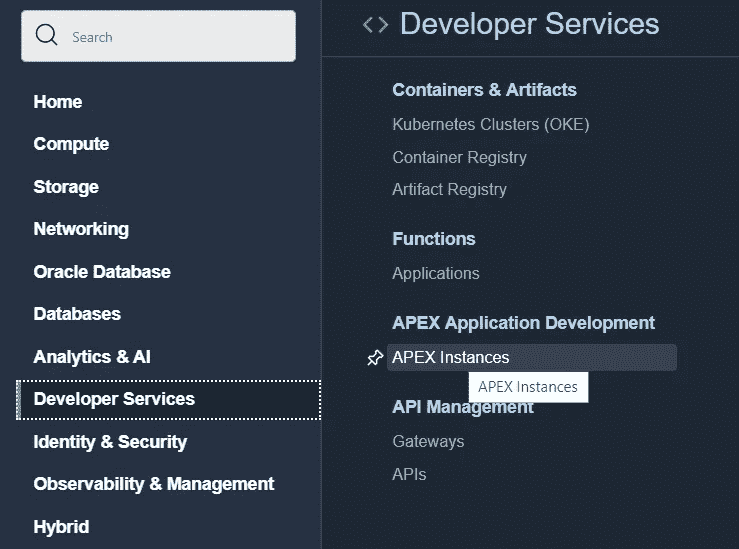 Search
Home
Compute
Storage
Networking
Oracle Database
Databases
Analytics & AI
Developer Services
Identity & Security
Observability & Management
Hybrid
Developer Services
Containers & Artifacts
Kubernetes Clusters (OKE)
Container Registry
Artifact Registry
Functions
Applications
APEX Application Development
APEX Instances
APEX Instances
API Management
Gateways
APIs